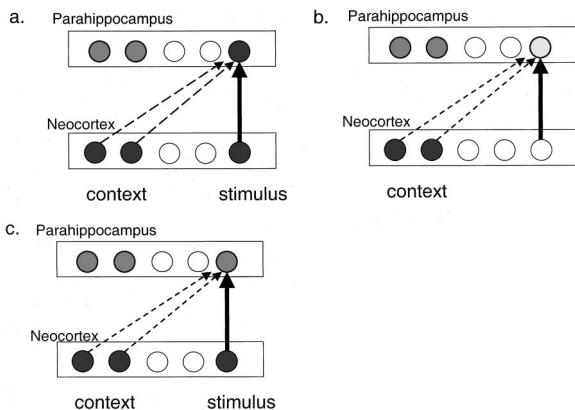 a.
Parahippocampus
Neocortex
context stimulus
b.
Parahippocampus
Neocortex
context
c.
Parahippocampus
Neocortex
context stimulus